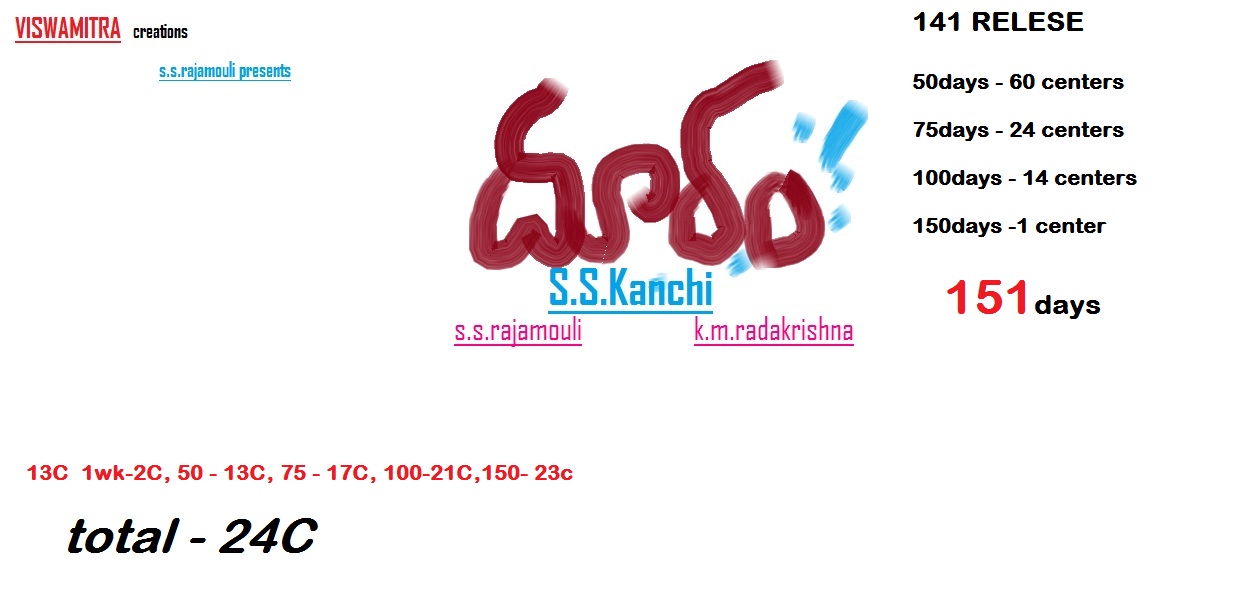 VISWAMITRA creations
s.s.rajamouli presents
దూరం!
S.S.Kanchi
s.s.rajamouli
k.m.radakrishna
141 RELESE
50days - 60 centers
75days - 24 centers
100days - 14 centers
150days -1 center
151 days
13C 1wk-2C, 50 - 13C, 75 - 17C, 100-21C,150- 23c
total - 24C